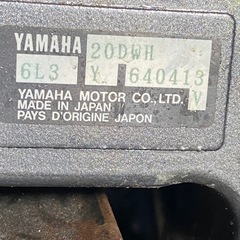 YAMAHA 20DWH
6L3 Y 640413
Y
YAMAHA MOTOR CO., LTD.
MADE IN JAPAN
PAYS D'ORIGINE JAPON